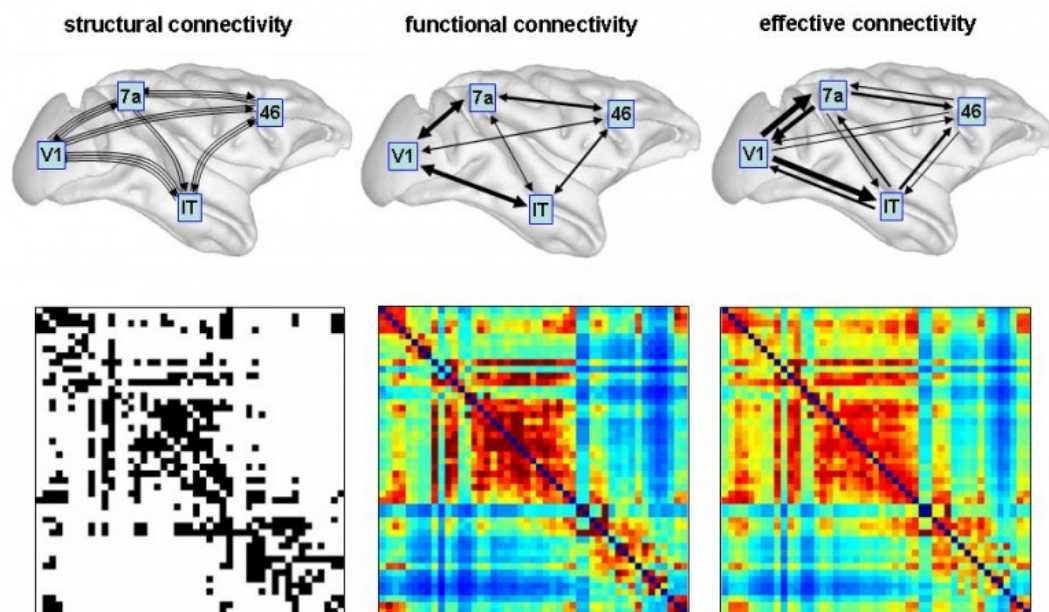 structural connectivity
functional connectivity
effective connectivity
7a
46
V1
IT
7a
46
V1
IT
7a
46
V1
IT